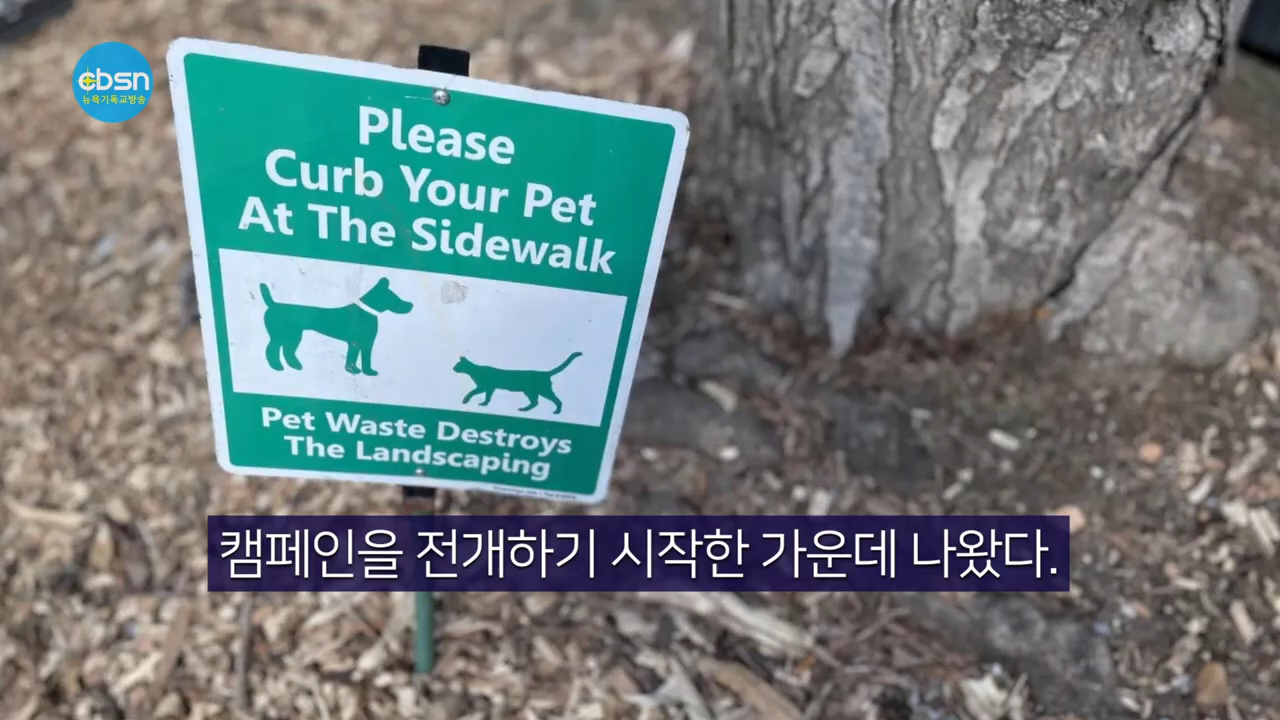 cbsn
뉴욕기독교방송
Please
Curb Your Pet
At The Sidewalk
Pet Waste Destroys
The Landscaping
캠페인을 전개하기 시작한 가운데 나왔다.